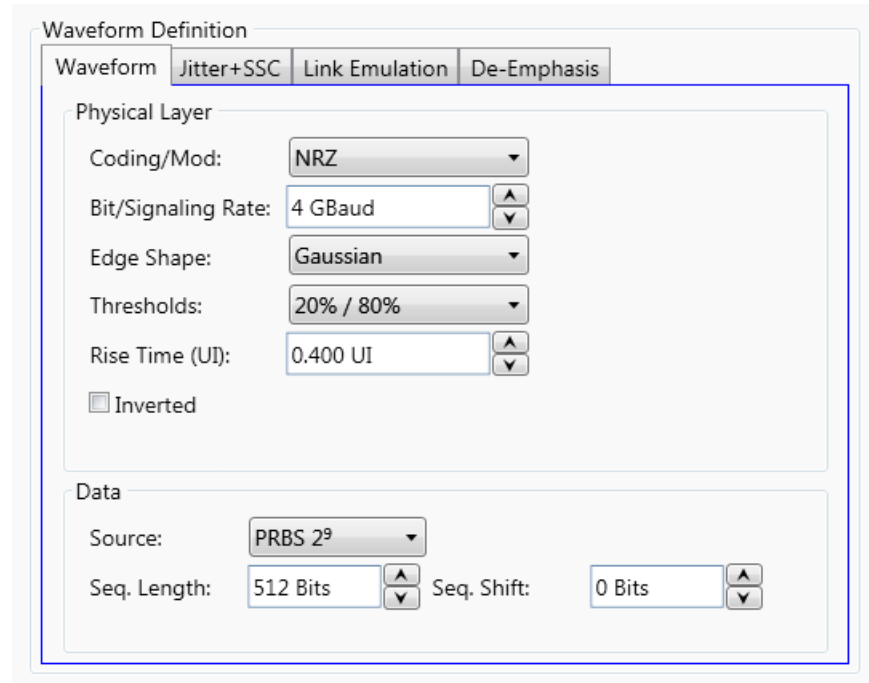 Waveform Definition
Waveform Jitter+SSC Link Emulation De-Emphasis
Physical Layer
Coding/Mod: NRZ
Bit/Signaling Rate: 4 GBaud
Edge Shape: Gaussian
Thresholds: 20% / 80%
Rise Time (UI): 0.400 UI
Inverted
Data
Source: PRBS 2⁹
Seq. Length: 512 Bits Seq. Shift: 0 Bits